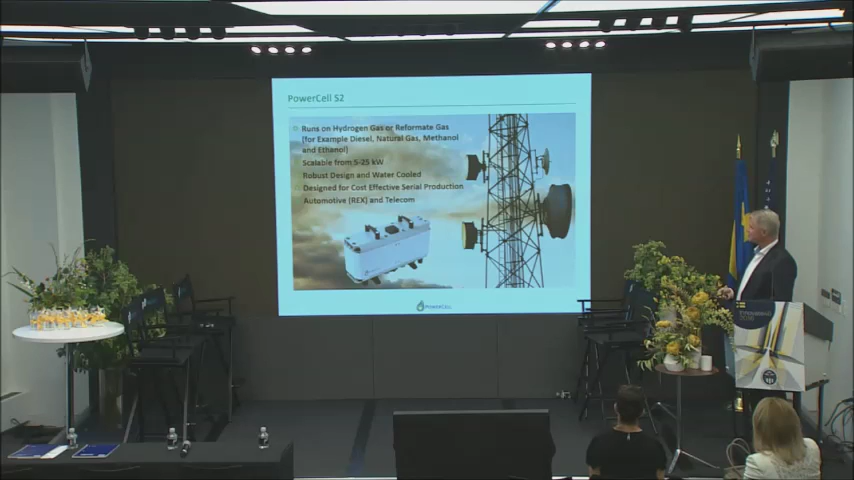 PowerCell S2
Runs on Hydrogen Gas or Reformate Gas
(for Example Diesel, Natural Gas, Methanol
and Ethanol)
Scalable from 5-25 kW
Robust Design and Water Cooled
Designed for Cost Effective Serial Production
Automotive (REX) and Telecom
POWERCELL